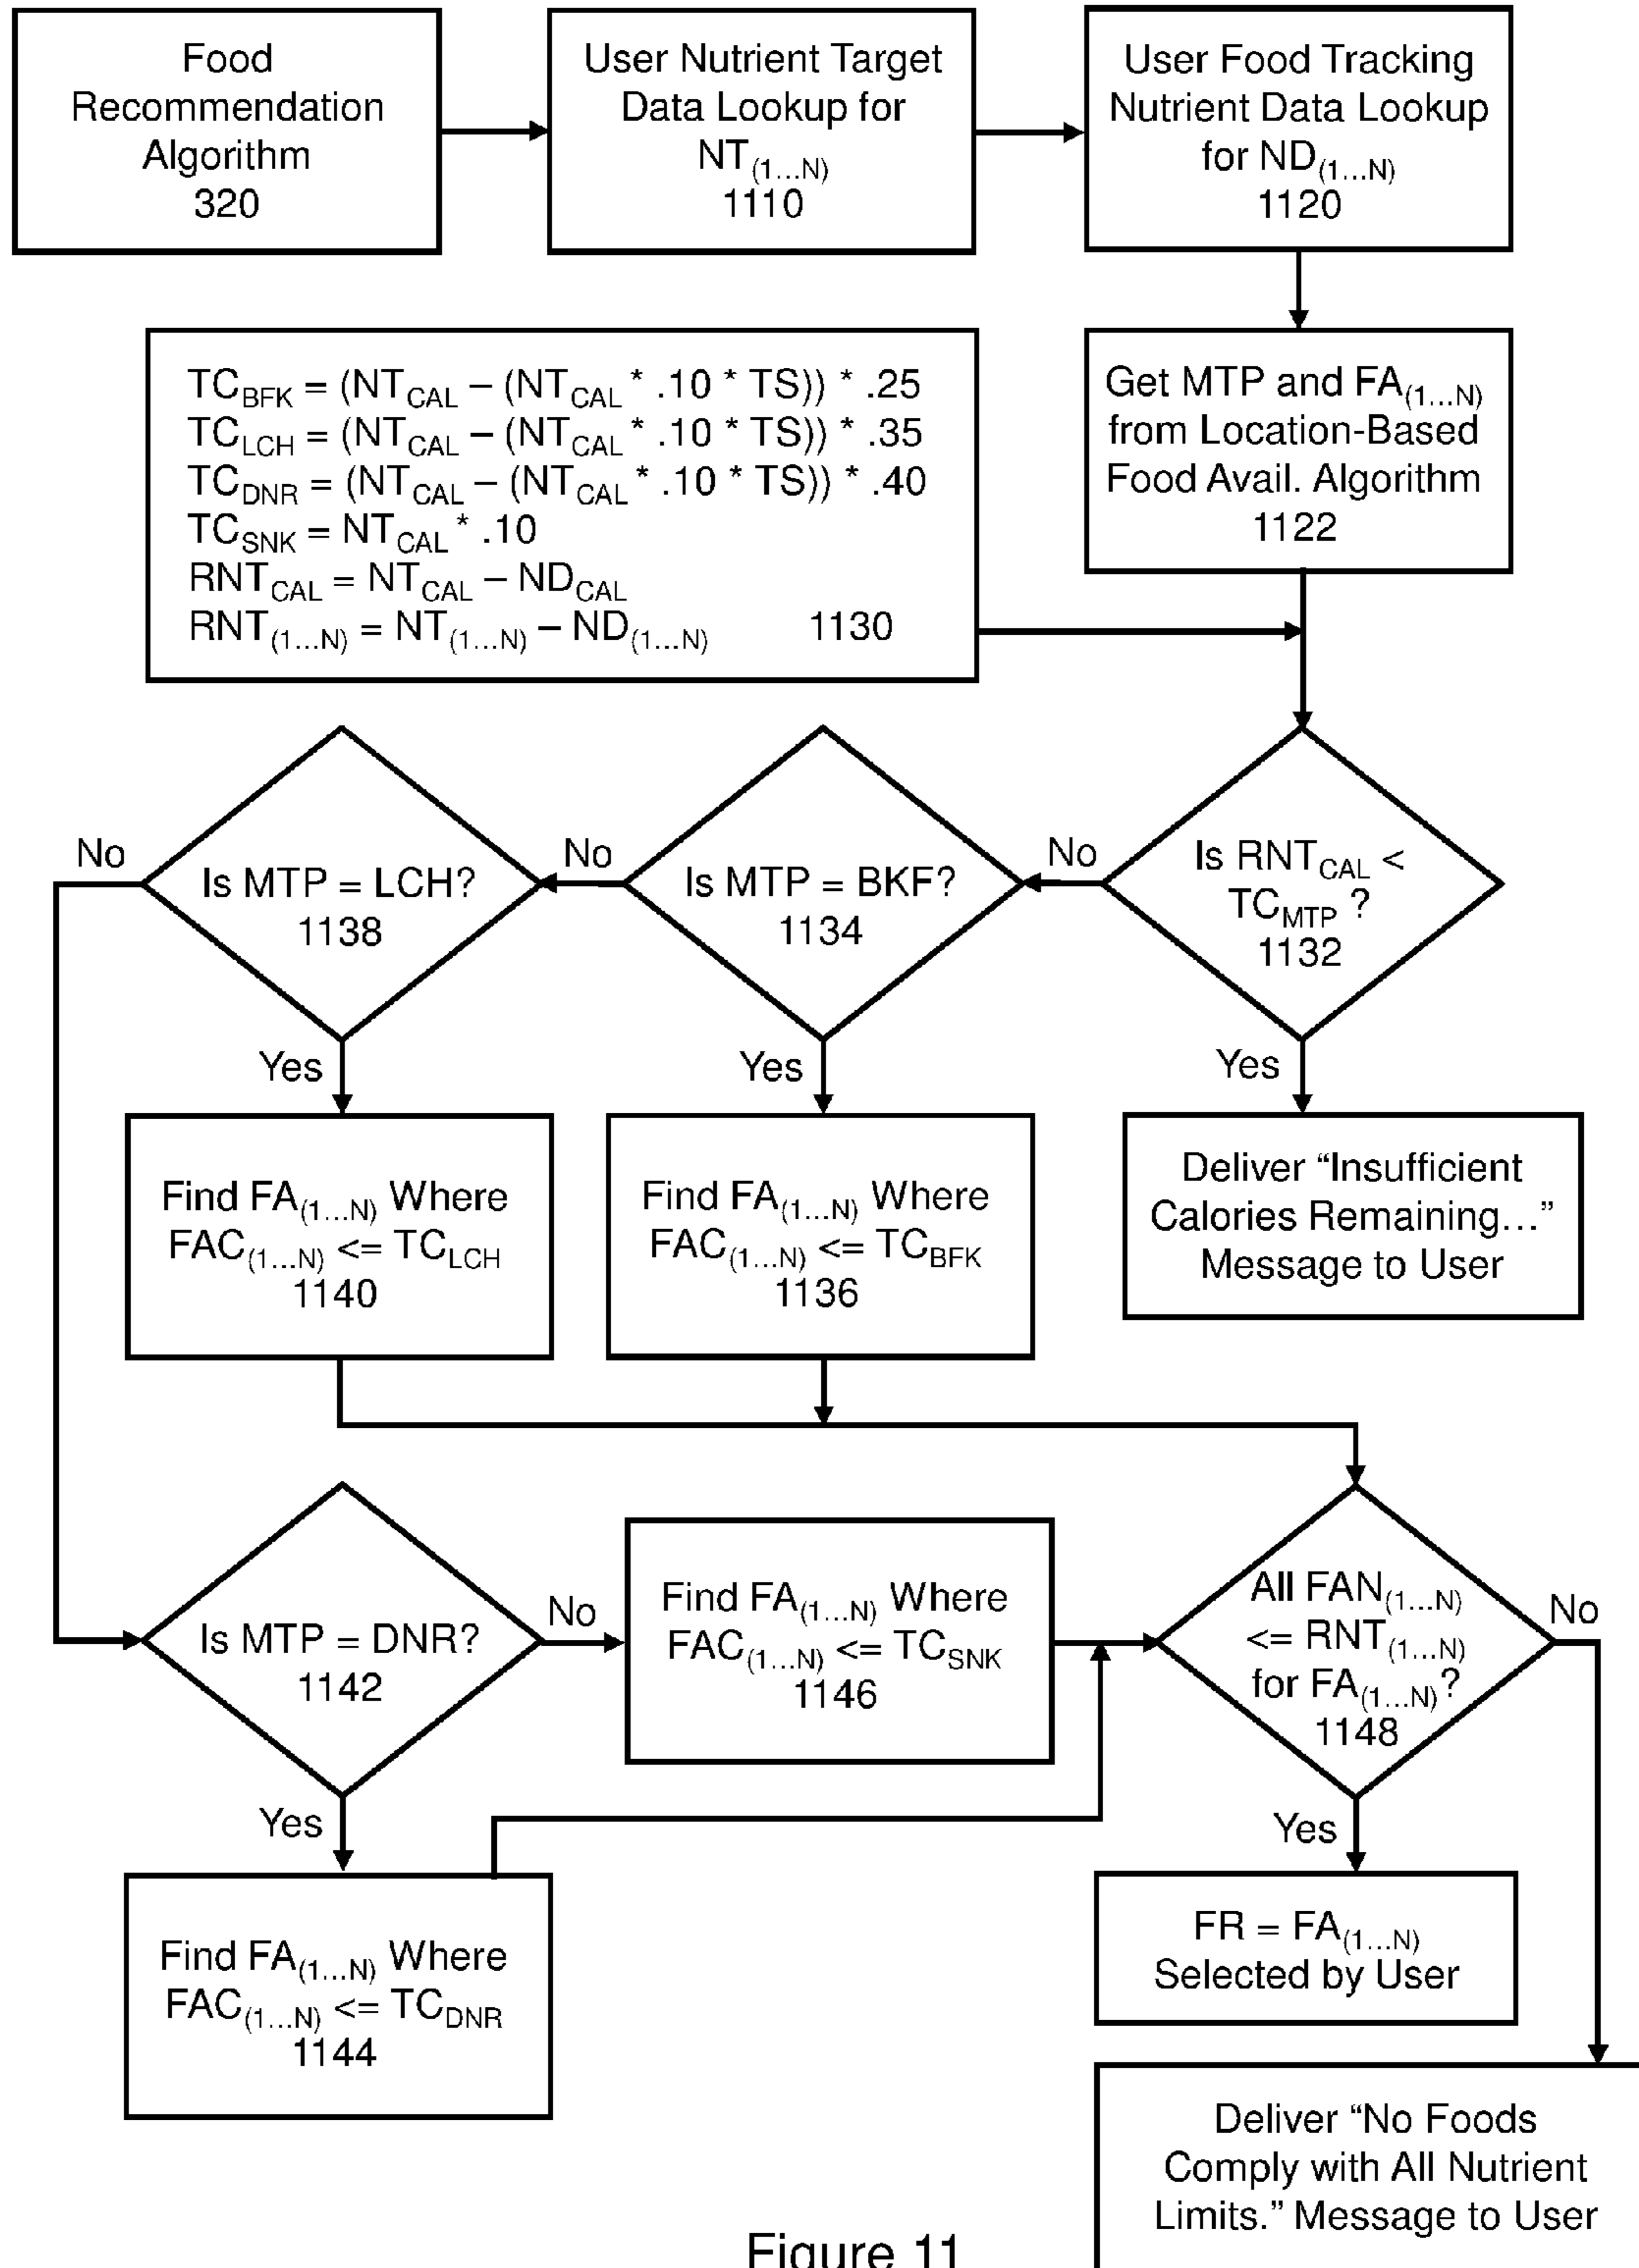 Food
Recommendation
Algorithm
320
User Nutrient Target
Data Lookup for
NT(1...N)
1110
User Food Tracking
Nutrient Data Lookup
for ND(1...N)
1120
TCBFK = (NTCAL – (NTCAL * .10 * TS)) * .25
TCLCH = (NTCAL – (NTCAL * .10 * TS)) * .35
TCDNR = (NTCAL – (NTCAL * .10 * TS)) * .40
TCSNK = NTCAL * .10
RNTCAL = NTCAL – NDCAL
RNT(1...N) = NT(1...N) – ND(1...N) 1130
Get MTP and FA(1...N)
from Location-Based
Food Avail. Algorithm
1122
Is RNTCAL <
TCMTP ?
1132
No
Yes
Deliver “Insufficient
Calories Remaining...”
Message to User
Is MTP = BKF?
1134
No
Yes
Find FA(1...N) Where
FAC(1...N) <= TCBFK
1136
Is MTP = LCH?
1138
No
Yes
Find FA(1...N) Where
FAC(1...N) <= TCLCH
1140
Is MTP = DNR?
1142
No
Yes
Find FA(1...N) Where
FAC(1...N) <= TCDNR
1144
Find FA(1...N) Where
FAC(1...N) <= TCSNK
1146
All FAN(1...N)
<= RNT(1...N)
for FA(1...N)?
1148
No
Yes
FR = FA(1...N)
Selected by User
Deliver “No Foods
Comply with All Nutrient
Limits.” Message to User
Figure 11